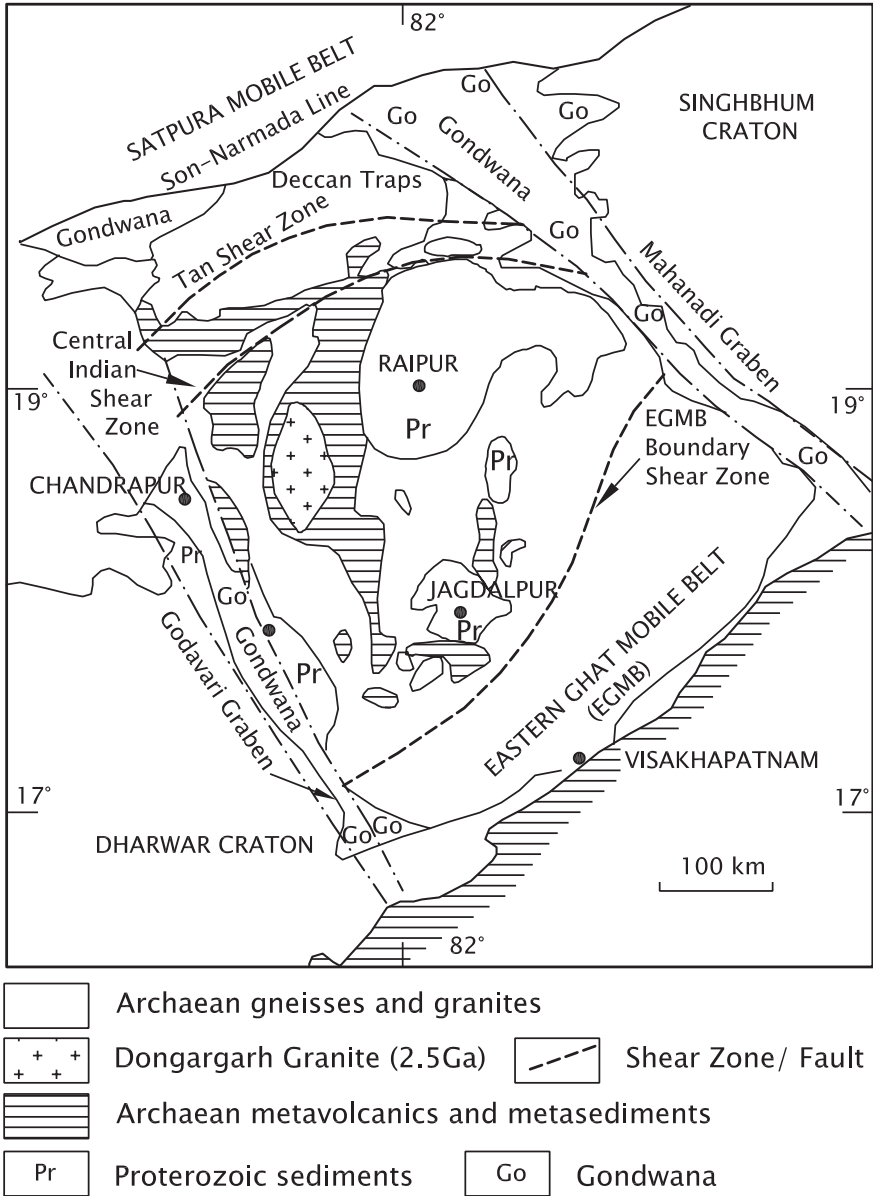 82°
SATPURA MOBILE BELT
Son-Narmada Line
Go
Go
Go
SINGHBHUM
CRATON
Gondwana
Deccan Traps
Gondwana
Tan Shear Zone
Go
Mahanadi Graben
Go
Central
Indian
Shear
Zone
RAIPUR
Pr
19°
19°
EGMB
Boundary
Shear Zone
Go
Pr
CHANDRAPUR
Pr
Go
JAGDALPUR
Pr
Godavari Graben
Gondwana
Pr
EASTERN GHAT MOBILE BELT
(EGMB)
VISAKHAPATNAM
17°
17°
DHARWAR CRATON
Go
Go
100 km
82°
Archaean gneisses and granites
Dongargarh Granite (2.5Ga)
Shear Zone/ Fault
Archaean metavolcanics and metasediments
Pr
Proterozoic sediments
Go
Gondwana